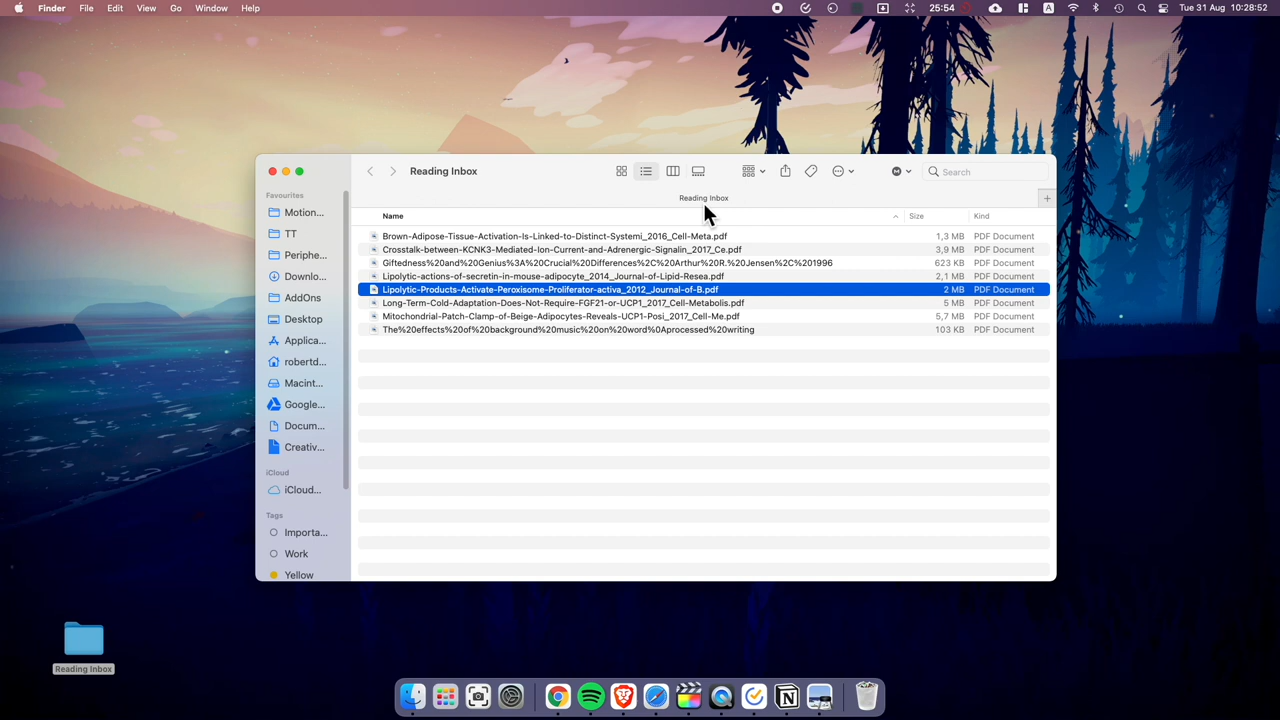 Finder File Edit View Go Window Help 25:54 A Tue 31 Aug 10:28:52
Reading Inbox Search
Reading Inbox
Favourites
Motion...
TT
Periphe...
Downlo...
AddOns
Desktop
Applica...
robertd...
Macint...
Google...
Docum...
Creativ...
iCloud
iCloud...
Tags
Importa...
Work
Yellow
Name Size Kind
Brown-Adipose-Tissue-Activation-Is-Linked-to-Distinct-Systemi_2016_Cell-Meta.pdf 1,3 MB PDF Document
Crosstalk-between-KCNK3-Mediated-Ion-Current-and-Adrenergic-Signalin_2017_Ce.pdf 3,9 MB PDF Document
Giftedness%20and%20Genius%3A%20Crucial%20Differences%2C%20Arthur%20R.%20Jensen%2C%201996 623 KB PDF Document
Lipolytic-actions-of-secretin-in-mouse-adipocyte_2014_Journal-of-Lipid-Resea.pdf 2,1 MB PDF Document
Lipolytic-Products-Activate-Peroxisome-Proliferator-activa_2012_Journal-of-B.pdf 2 MB PDF Document
Long-Term-Cold-Adaptation-Does-Not-Require-FGF21-or-UCP1_2017_Cell-Metabolis.pdf 5 MB PDF Document
Mitochondrial-Patch-Clamp-of-Beige-Adipocytes-Reveals-UCP1-Posi_2017_Cell-Me.pdf 5,7 MB PDF Document
The%20effects%20of%20background%20music%20on%20word%0Aprocessed%20writing 103 KB PDF Document
Reading Inbox